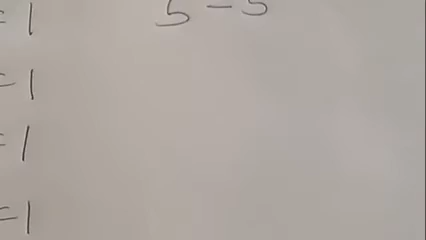 = 1 5 - 5
= 1
= 1
= 1